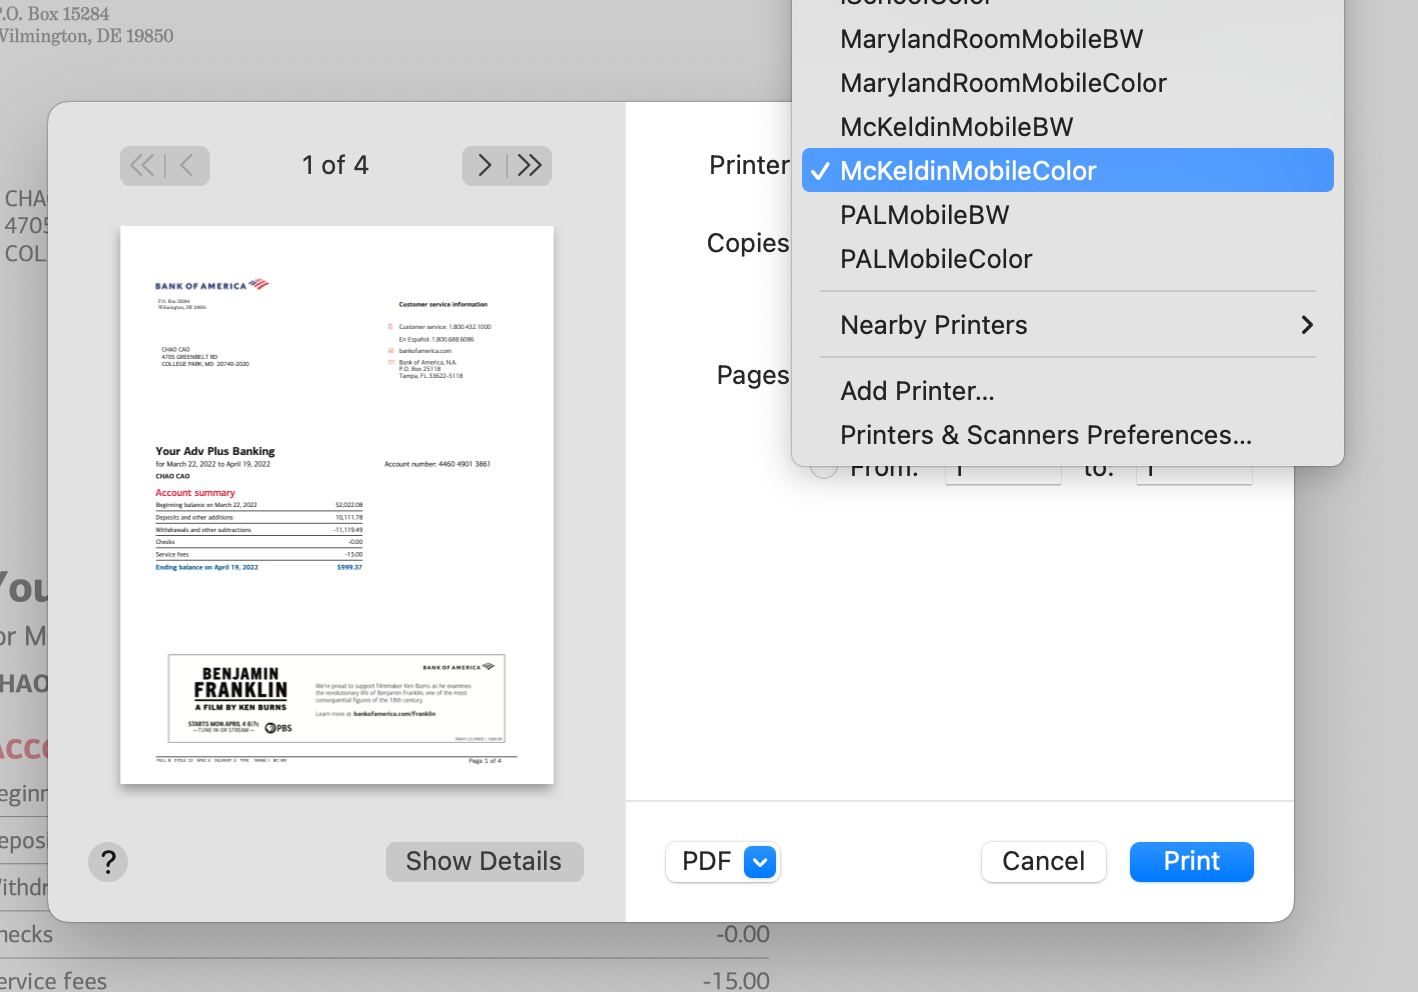 P.O. Box 15284
Wilmington, DE 19850
CHAO
4705
COL
You
or M
CHAO
Acco
eginn
eposi
Withdr
hecks
-0.00
ervice fees
-15.00
1 of 4
BANK OF AMERICA
P.O. Box 15284
Wilmington, DE 19850
Customer service information
Customer service: 1.800.432.1000
En Español: 1.800.688.6086
bankofamerica.com
Bank of America, N.A.
P.O. Box 25118
Tampa, FL 33622-5118
CHAO CAO
4705 GREENBELT RD
COLLEGE PARK, MD 20740-2020
Your Adv Plus Banking
for March 22, 2022 to April 19, 2022
Account number: 4460 4901 3861
CHAO CAO
Account summary
Beginning balance on March 22, 2022 $2,022.08
Deposits and other additions 10,111.78
Withdrawals and other subtractions -11,119.49
Checks -0.00
Service fees -15.00
Ending balance on April 19, 2022 $999.37
BENJAMIN
FRANKLIN
A FILM BY KEN BURNS
STARTS MON APRIL 4 8/7c
—TUNE IN OR STREAM—
PBS
BANK OF AMERICA
We're proud to support filmmaker Ken Burns as he examines
the revolutionary life of Benjamin Franklin, one of the most
consequential figures of the 18th century.
Learn more at bankofamerica.com/Franklin
Page 1 of 4
?
Show Details
Printer
Copies
Pages
MarylandRoomMobileBW
MarylandRoomMobileColor
McKeldinMobileBW
✓ McKeldinMobileColor
PALMobileBW
PALMobileColor
Nearby Printers
Add Printer...
Printers & Scanners Preferences...
From: 1 to: 1
PDF
Cancel
Print